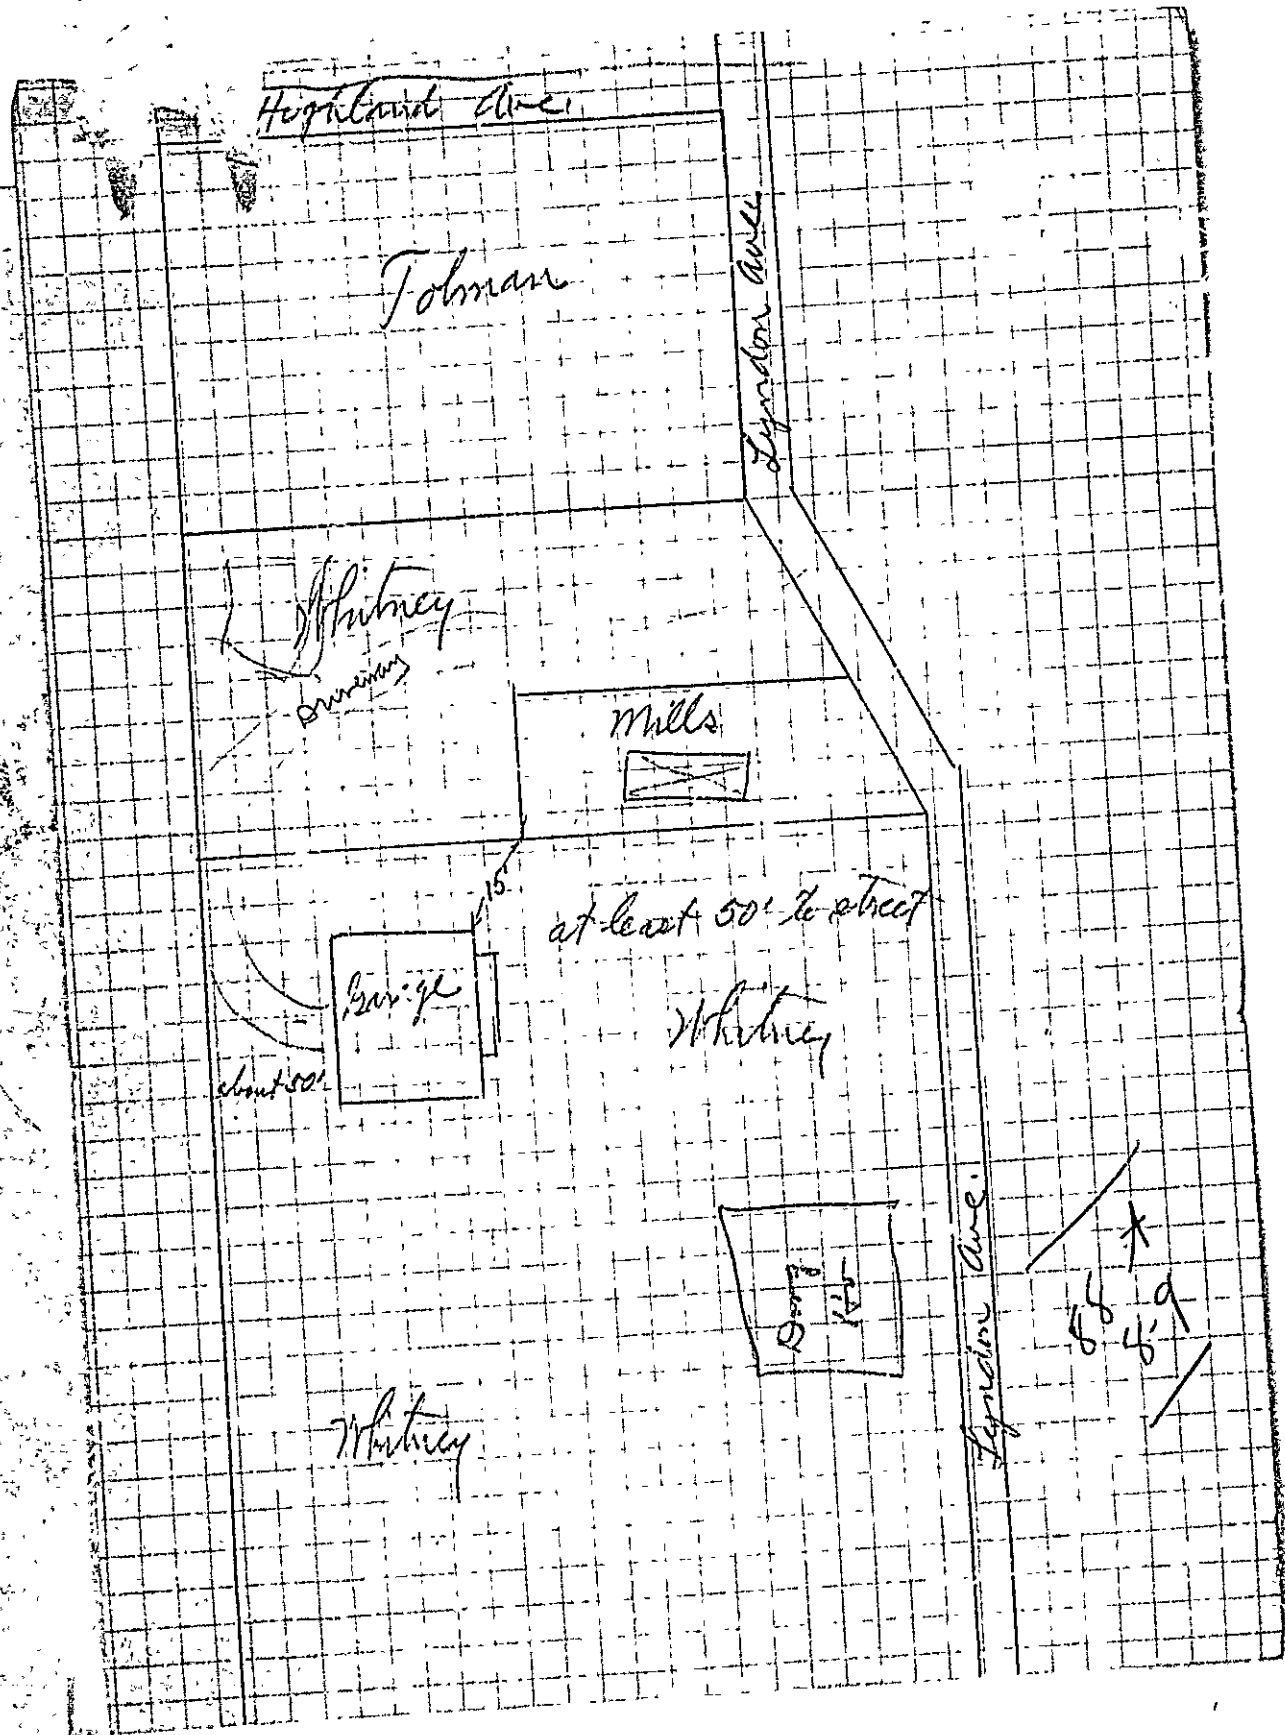 Highland Ave.
Tolman
Lyndon Ave.
Whitney
Driveway
Mills
15'
at least 50' to street
Garage
Whitney
about 50'
Lyndon Ave.
Whitney